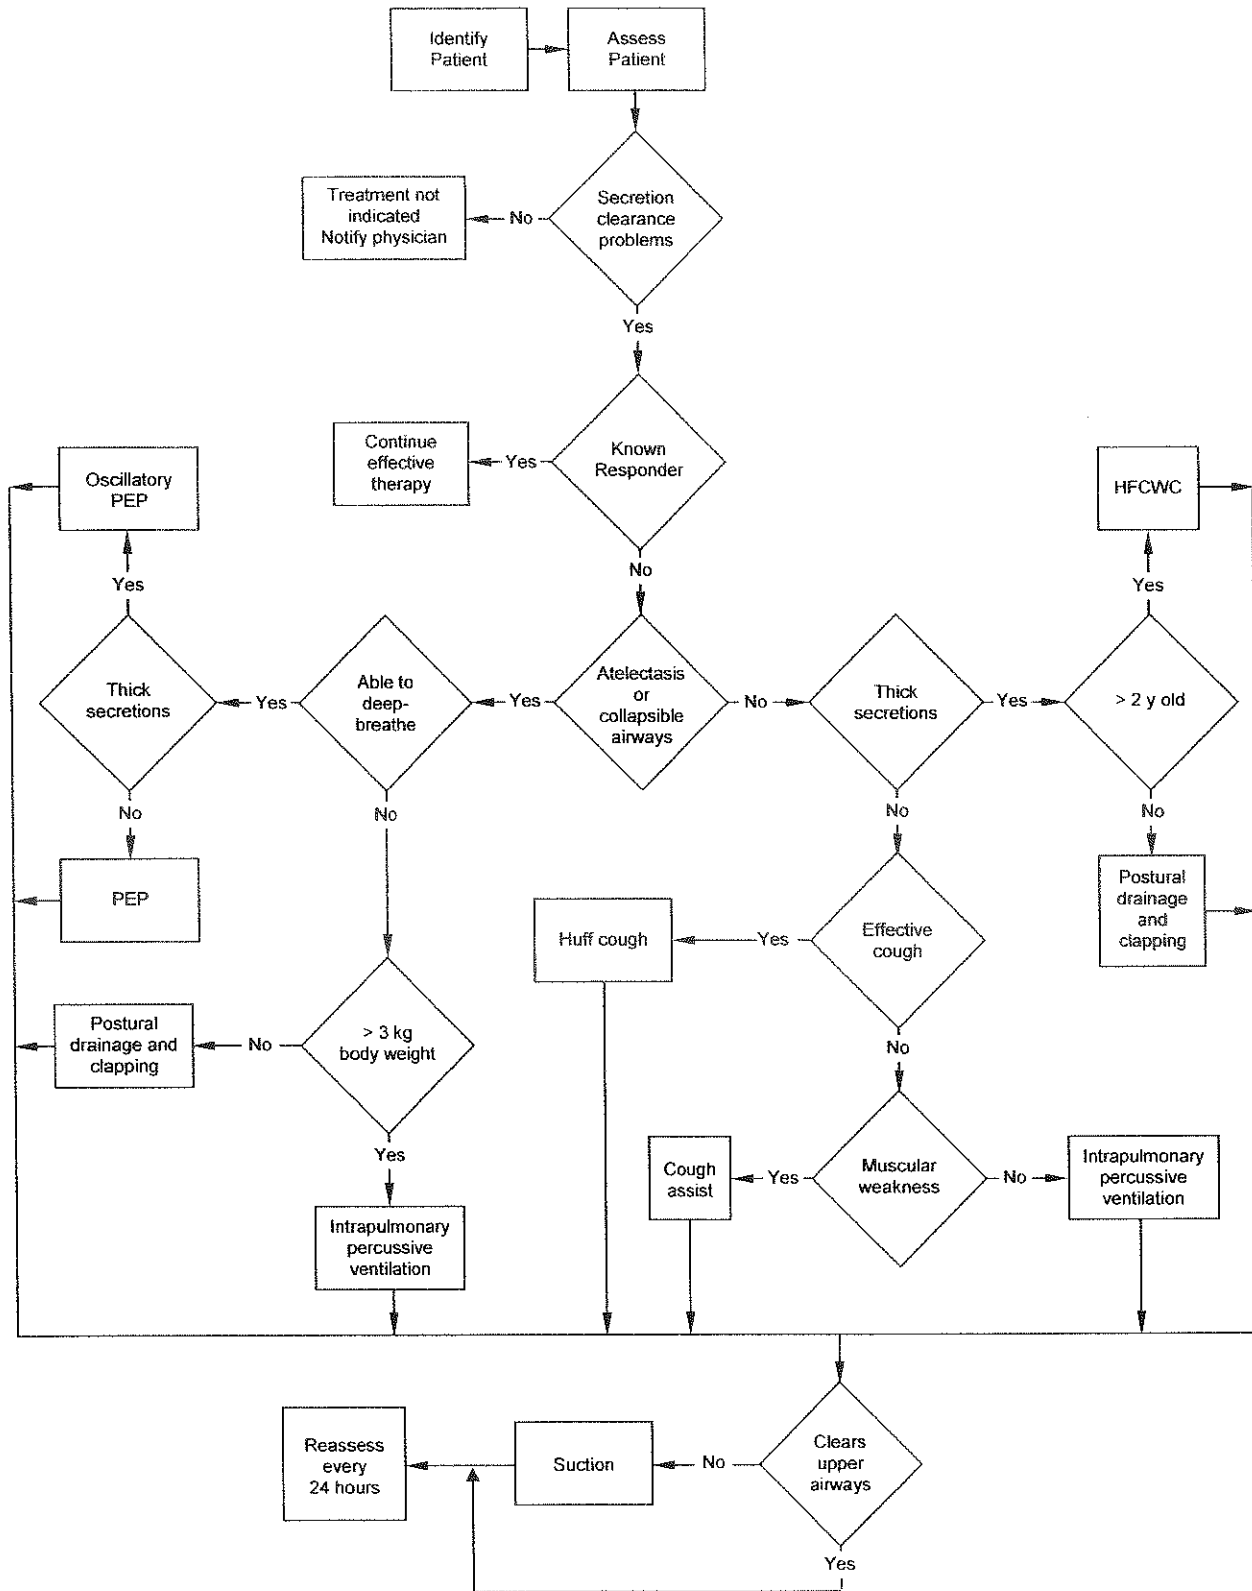 Identify
Patient
Assess
Patient
Secretion
clearance
problems
No
Treatment not
indicated
Notify physician
Yes
Known
Responder
Yes
Continue
effective
therapy
No
Atelectasis
or
collapsible
airways
Yes
Able to
deep-
breathe
Yes
Thick
secretions
Yes
Oscillatory
PEP
No
PEP
No
> 3 kg
body weight
No
Postural
drainage and
clapping
Yes
Intrapulmonary
percussive
ventilation
No
Thick
secretions
Yes
> 2 y old
Yes
HFCWC
No
Postural
drainage
and
clapping
No
Effective
cough
Yes
Huff cough
No
Muscular
weakness
Yes
Cough
assist
No
Intrapulmonary
percussive
ventilation
Clears
upper
airways
No
Suction
Reassess
every
24 hours
Yes